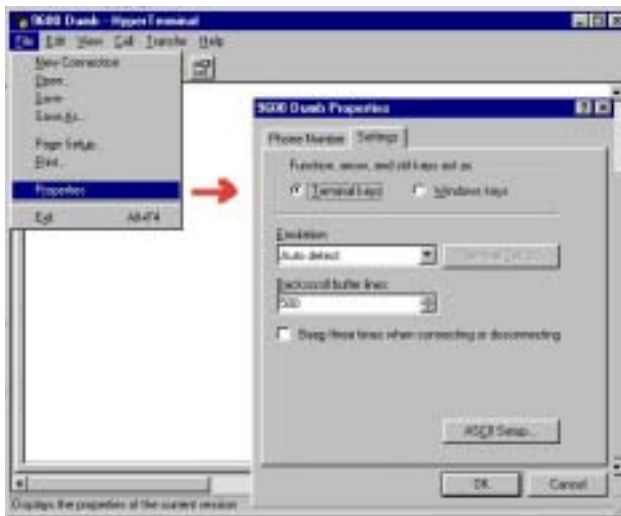 9600 Dumb - HyperTerminal
File Edit View Call Transfer Help
New Connection
Open...
Save
Save As...
Page Setup...
Print...
Properties
Exit Alt+F4
9600 Dumb Properties
Phone Number Settings
Function, arrow, and ctrl keys act as
Terminal keys Windows keys
Emulation:
Auto detect
Backscroll buffer lines:
500
Beep three times when connecting or disconnecting
ASCII Setup...
OK Cancel
Displays the properties of the current session